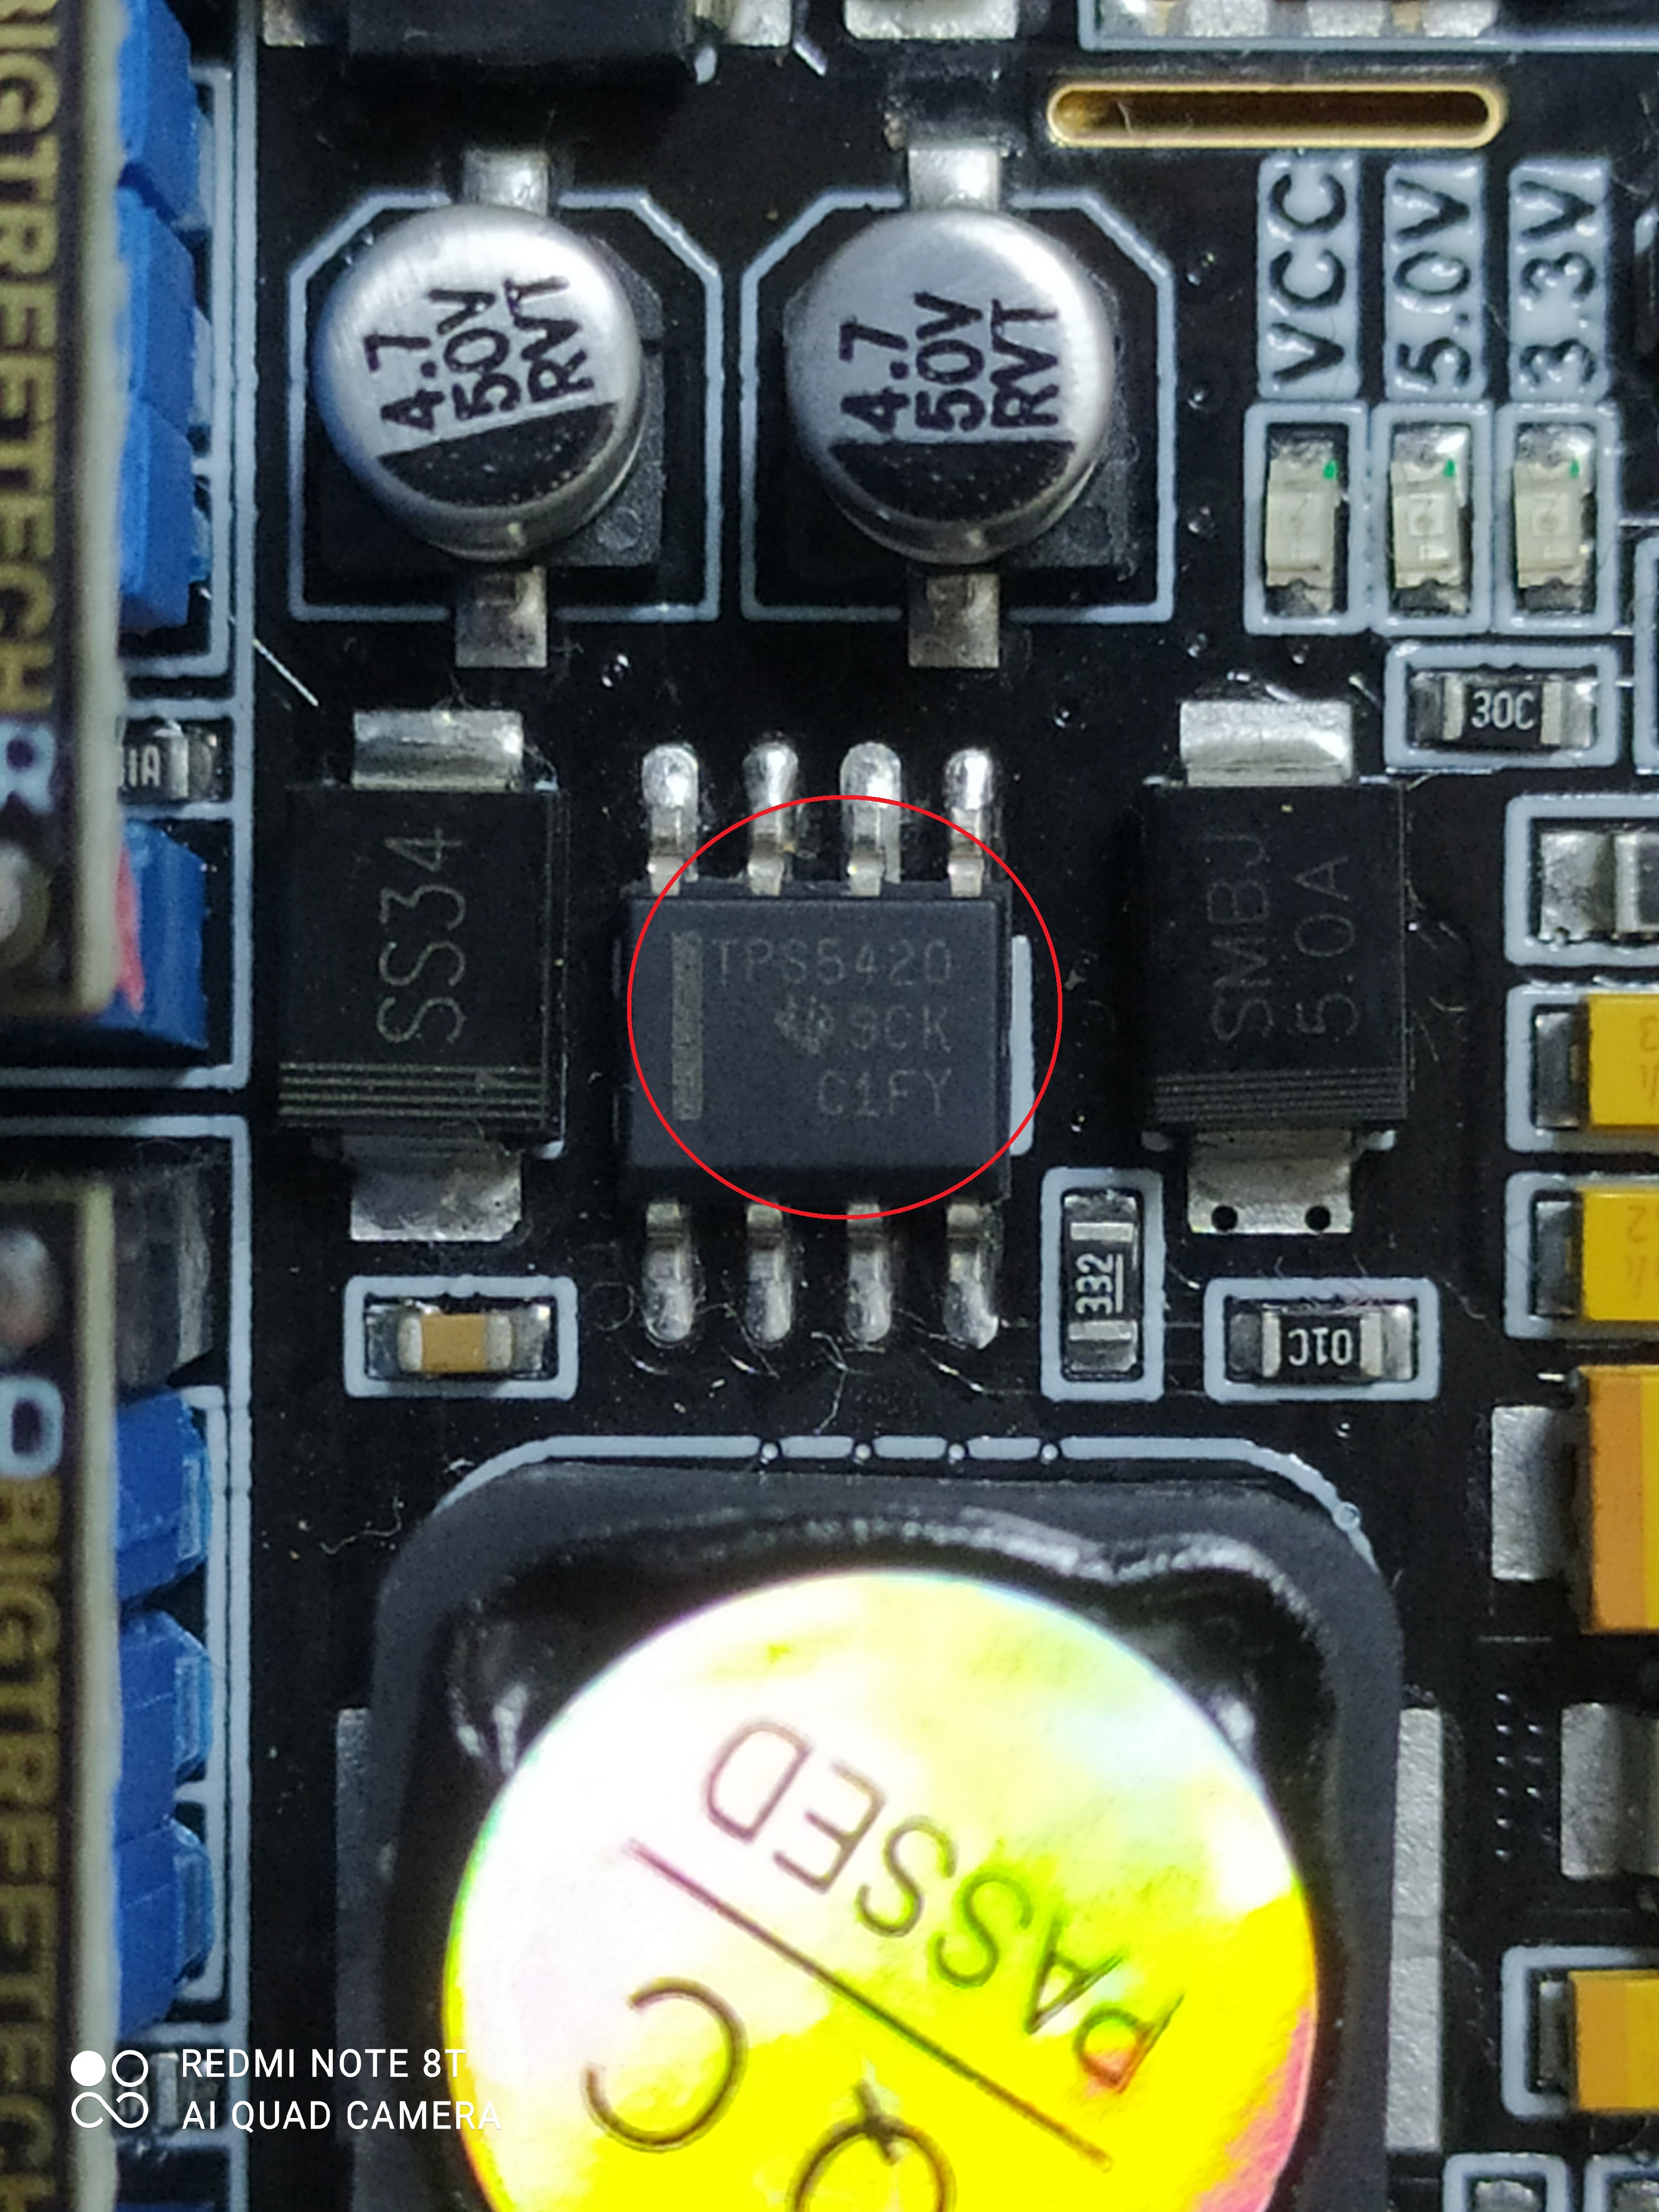 4.7
50V
RVT
4.7
50V
RVT
VCC
5.0V
3.3V
30C
SS34
TPS5420
9CK
C1FY
SMBJ
5.0A
332
01C
BIGTREETECH
BIGTREETECH
QC
PASSED
REDMI NOTE 8T
AI QUAD CAMERA